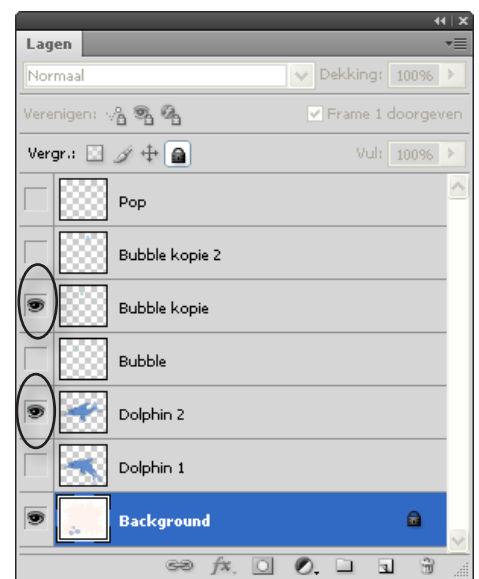 Lagen
Normaal Dekking: 100%
Verenigen: Frame 1 doorgeven
Vergr.: Vul: 100%
Pop
Bubble kopie 2
Bubble kopie
Bubble
Dolphin 2
Dolphin 1
Background
fx.